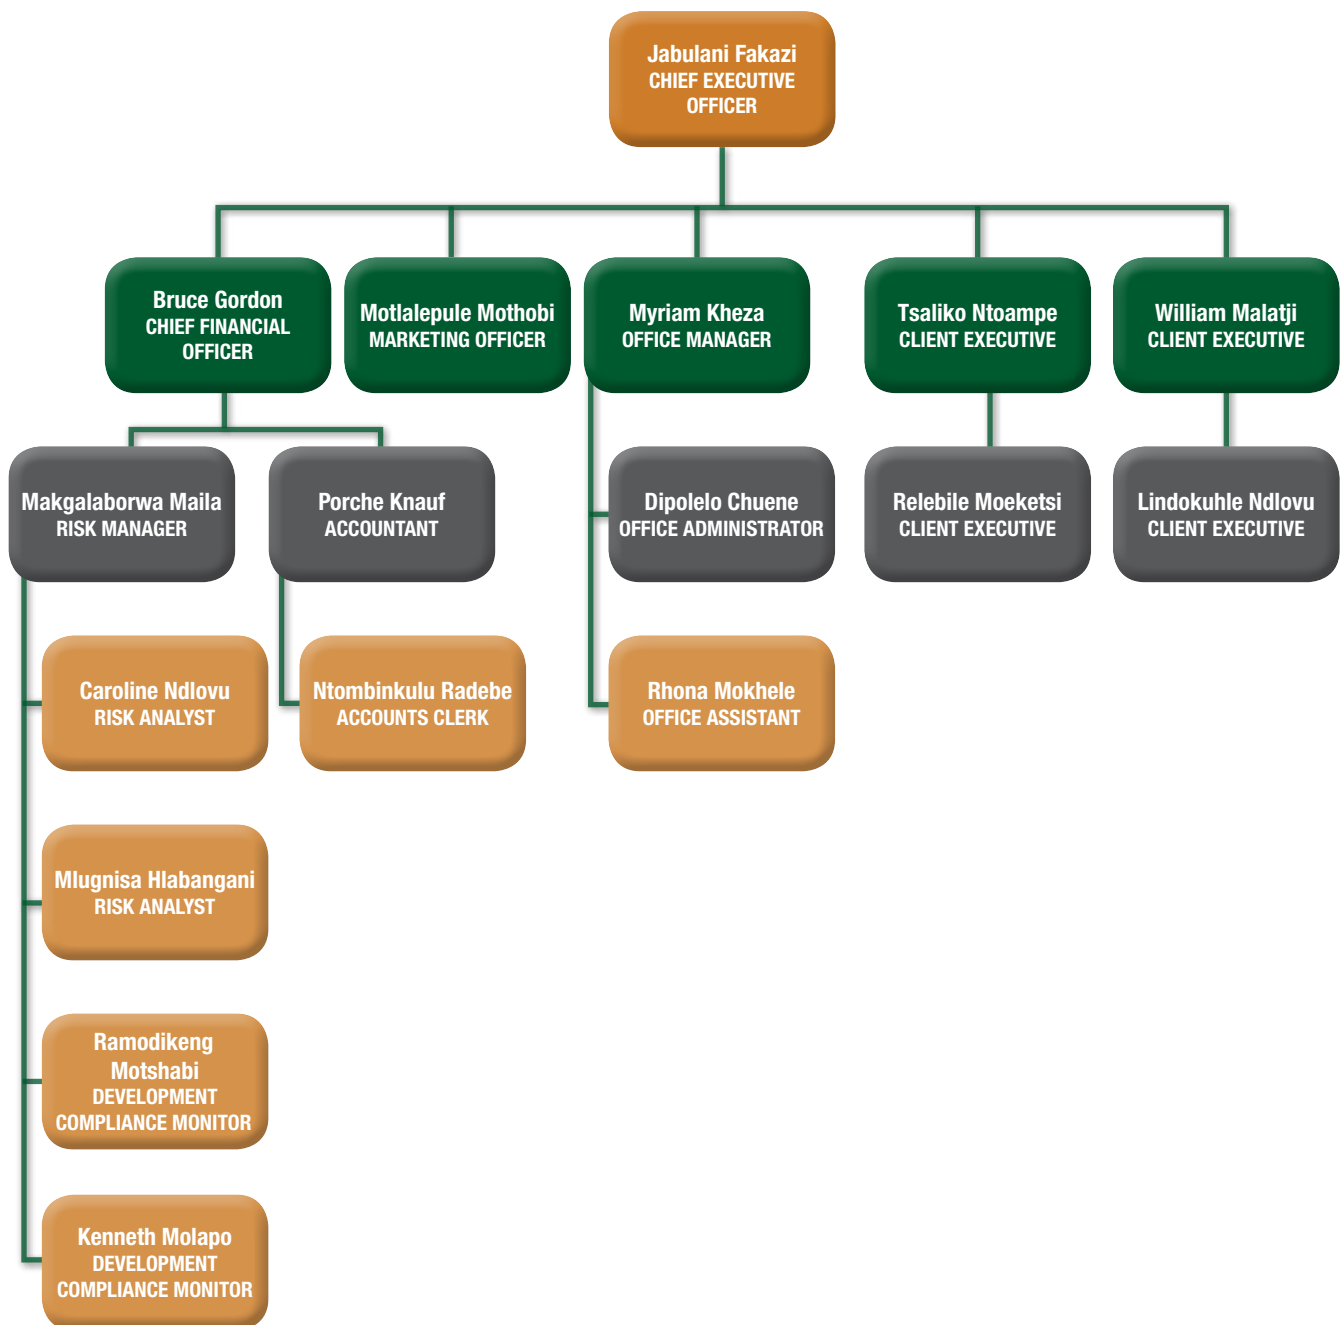 Jabulani Fakazi
CHIEF EXECUTIVE
OFFICER
Bruce Gordon
CHIEF FINANCIAL
OFFICER
Motlalepule Mothobi
MARKETING OFFICER
Myriam Kheza
OFFICE MANAGER
Tsaliko Ntoampe
CLIENT EXECUTIVE
William Malatji
CLIENT EXECUTIVE
Makgalaborwa Maila
RISK MANAGER
Porche Knauf
ACCOUNTANT
Dipolelo Chuene
OFFICE ADMINISTRATOR
Relebile Moeketsi
CLIENT EXECUTIVE
Lindokuhle Ndlovu
CLIENT EXECUTIVE
Caroline Ndlovu
RISK ANALYST
Ntombinkulu Radebe
ACCOUNTS CLERK
Rhona Mokhele
OFFICE ASSISTANT
Mlugnisa Hlabangani
RISK ANALYST
Ramodikeng
Motshabi
DEVELOPMENT
COMPLIANCE MONITOR
Kenneth Molapo
DEVELOPMENT
COMPLIANCE MONITOR